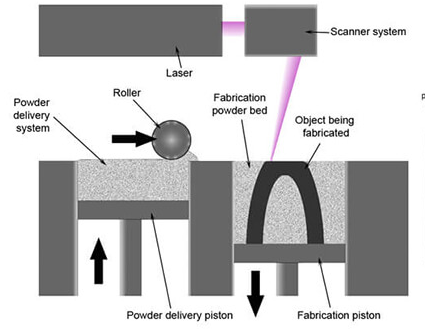 Scanner system
Laser
Roller
Powder
delivery
system
Fabrication
powder bed
Object being
fabricated
Powder delivery piston
Fabrication piston
p